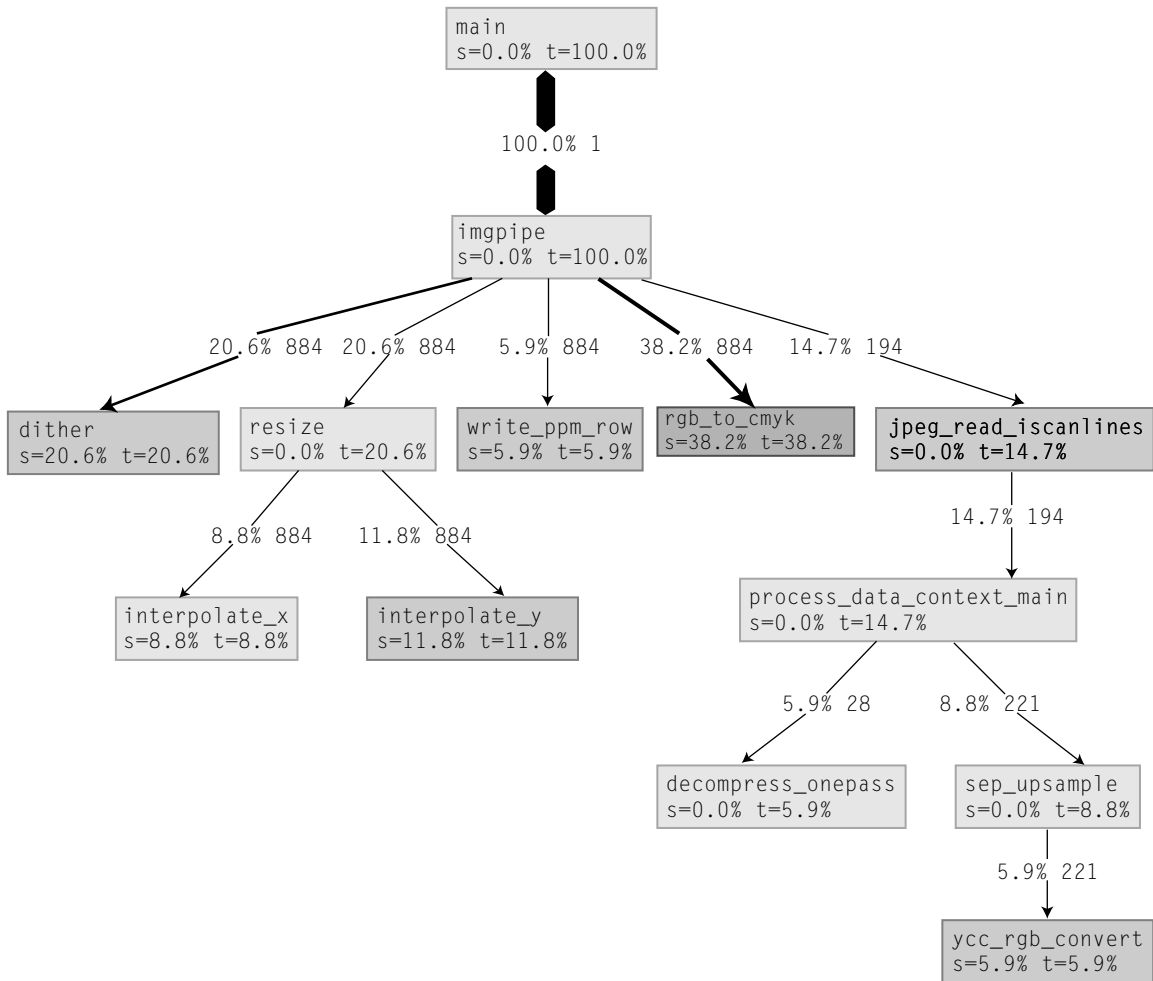 main
s=0.0% t=100.0%
100.0% 1
imgpipe
s=0.0% t=100.0%
20.6% 884
20.6% 884
5.9% 884
38.2% 884
14.7% 194
dither
s=20.6% t=20.6%
resize
s=0.0% t=20.6%
write_ppm_row
s=5.9% t=5.9%
rgb_to_cmyk
s=38.2% t=38.2%
jpeg_read_iscanlines
s=0.0% t=14.7%
8.8% 884
11.8% 884
14.7% 194
interpolate_x
s=8.8% t=8.8%
interpolate_y
s=11.8% t=11.8%
process_data_context_main
s=0.0% t=14.7%
5.9% 28
8.8% 221
decompress_onepass
s=0.0% t=5.9%
sep_upsample
s=0.0% t=8.8%
5.9% 221
ycc_rgb_convert
s=5.9% t=5.9%